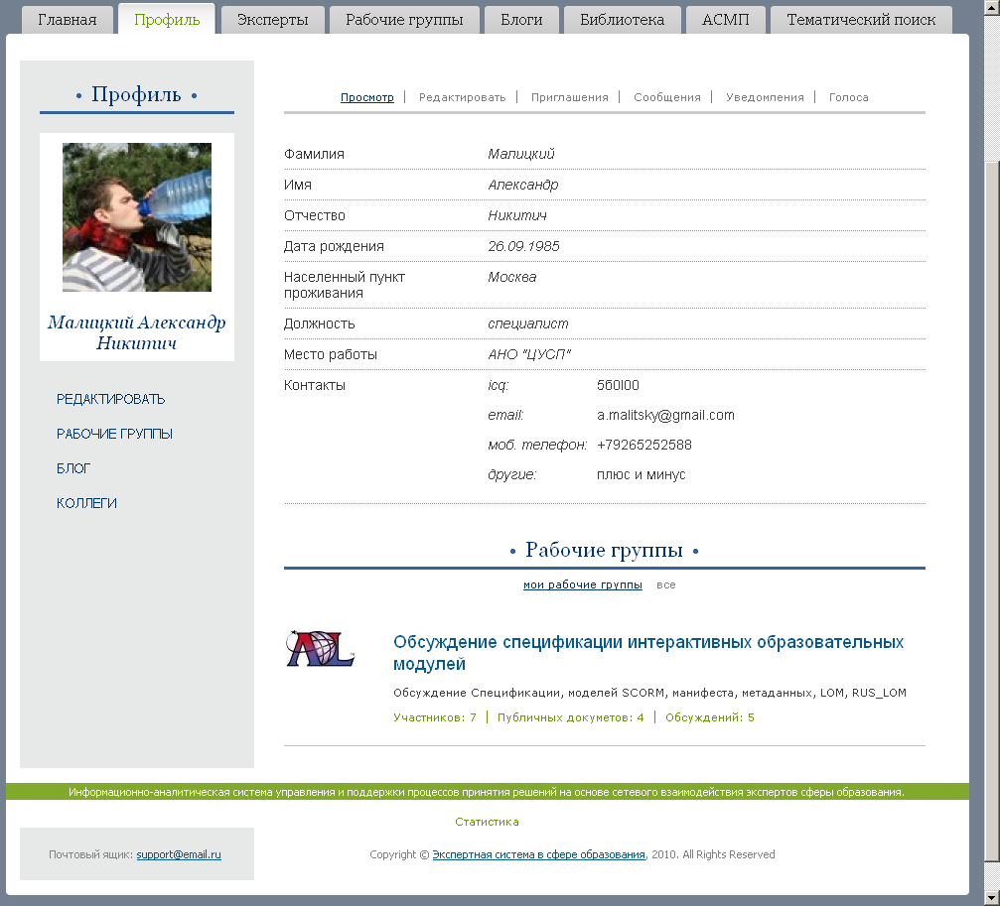 Главная Профиль Эксперты Рабочие группы Блоги Библиотека АСМП Тематический поиск
• Профиль •
Малицкий Александр
Никитич
РЕДАКТИРОВАТЬ
РАБОЧИЕ ГРУППЫ
БЛОГ
КОЛЛЕГИ
Просмотр | Редактировать | Приглашения | Сообщения | Уведомления | Голоса
Фамилия Малицкий
Имя Александр
Отчество Никитич
Дата рождения 26.09.1985
Населенный пункт Москва
проживания
Должность специалист
Место работы АНО "ЦУСП"
Контакты icq: 560I00
email: a.malitsky@gmail.com
моб. телефон: +79265252588
другие: плюс и минус
• Рабочие группы •
мои рабочие группы все
ADL
Обсуждение спецификации интерактивных образовательных
модулей
Обсуждение Спецификации, моделей SCORM, манифеста, метаданных, LOM, RUS_LOM
Участников: 7 | Публичных докуметов: 4 | Обсуждений: 5
Информационно-аналитическая система управления и поддержки процессов принятия решений на основе сетевого взаимодействия экспертов сферы образования.
Статистика
Почтовый ящик: support@email.ru
Copyright © Экспертная система в сфере образования, 2010. All Rights Reserved